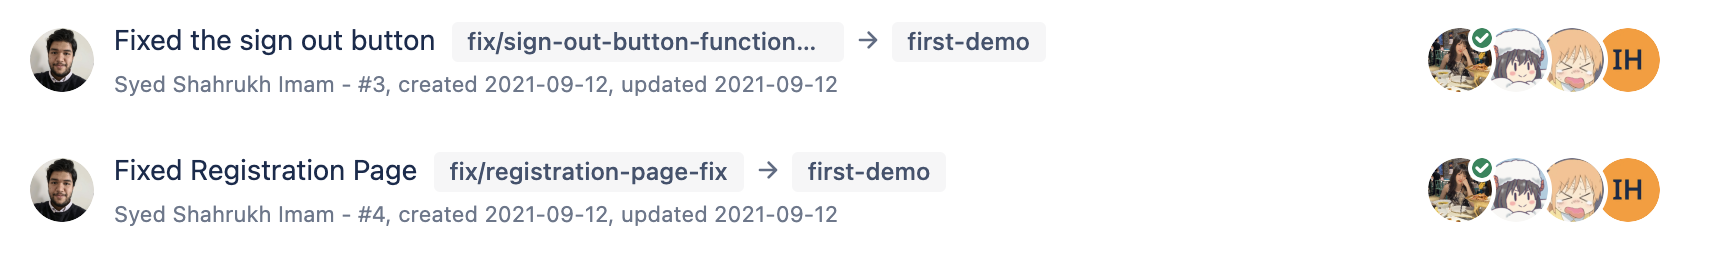 Fixed the sign out button fix/sign-out-button-function... → first-demo IH
Syed Shahrukh Imam - #3, created 2021-09-12, updated 2021-09-12
Fixed Registration Page fix/registration-page-fix → first-demo IH
Syed Shahrukh Imam - #4, created 2021-09-12, updated 2021-09-12